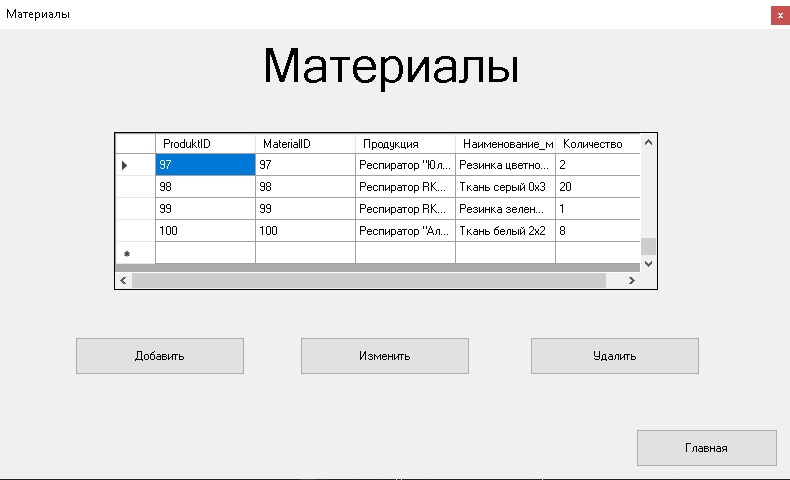 Материалы
x
Материалы
ProduktID MaterialID Продукция Наименование_м Количество
97 97 Респиратор "Юл... Резинка цветно... 2
98 98 Респиратор RK... Ткань серый 0x3 20
99 99 Респиратор RK... Резинка зелен... 1
100 100 Респиратор "Ал... Ткань белый 2x2 8
Добавить Изменить Удалить
Главная